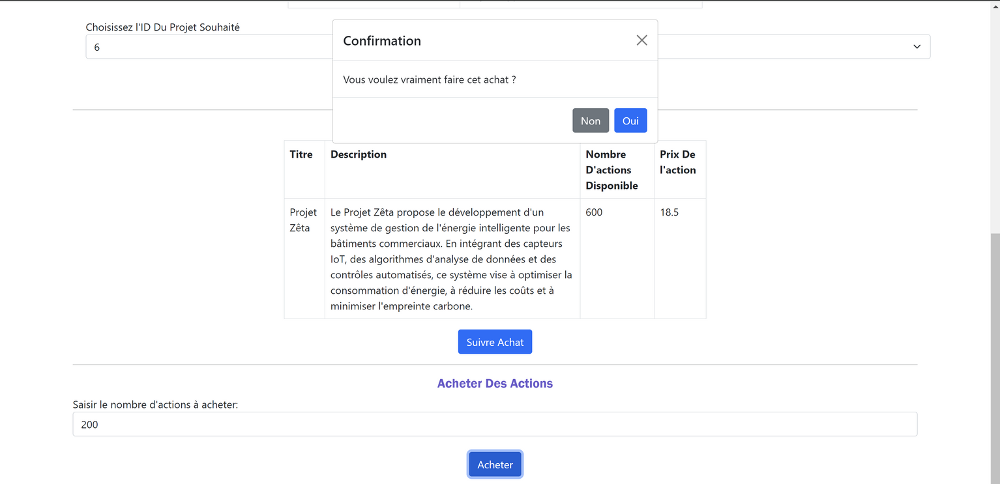 Choisissez l'ID Du Projet Souhaité
6
Confirmation
Vous voulez vraiment faire cet achat ?
Non
Oui
Titre
Description
Nombre
D'actions
Disponible
Prix De
l'action
Projet
Zêta
Le Projet Zêta propose le développement d'un
système de gestion de l'énergie intelligente pour les
bâtiments commerciaux. En intégrant des capteurs
IoT, des algorithmes d'analyse de données et des
contrôles automatisés, ce système vise à optimiser la
consommation d'énergie, à réduire les coûts et à
minimiser l'empreinte carbone.
600
18.5
Suivre Achat
Acheter Des Actions
Saisir le nombre d'actions à acheter:
200
Acheter